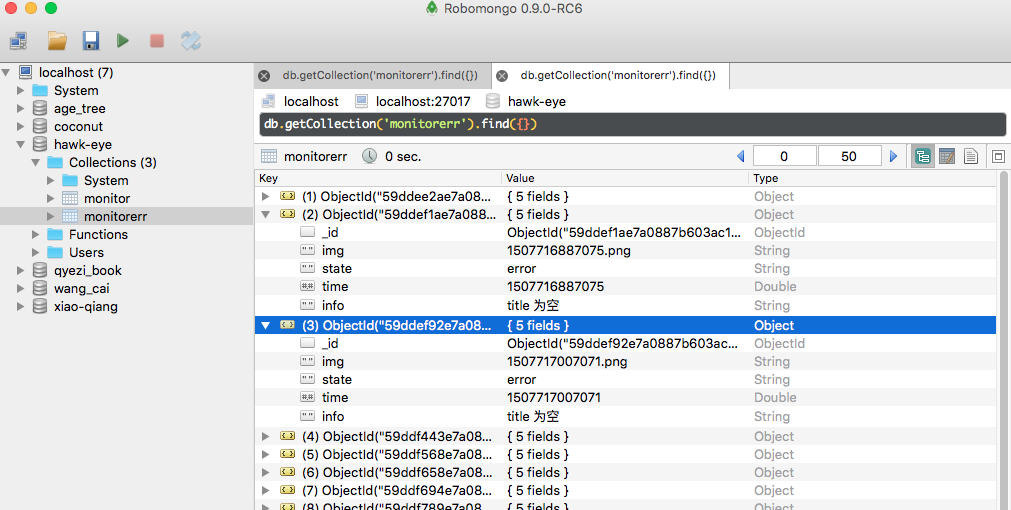 Robomongo 0.9.0-RC6
localhost (7)
System
age_tree
coconut
hawk-eye
Collections (3)
System
monitor
monitorerr
Functions
Users
qyezi_book
wang_cai
xiao-qiang
db.getCollection('monitorerr').find({}) db.getCollection('monitorerr').find({})
localhost localhost:27017 hawk-eye
db.getCollection('monitorerr').find({})
monitorerr 0 sec. 0 50
Key Value Type
(1) ObjectId("59ddee2ae7a08... { 5 fields } Object
(2) ObjectId("59ddef1ae7a088... { 5 fields } Object
_id ObjectId("59ddef1ae7a0887b603ac1... ObjectId
img 1507716887075.png String
state error String
time 1507716887075 Double
info title 为空 String
(3) ObjectId("59ddef92e7a08... { 5 fields } Object
_id ObjectId("59ddef92e7a0887b603ac... ObjectId
img 1507717007071.png String
state error String
time 1507717007071 Double
info title 为空 String
(4) ObjectId("59ddf443e7a08... { 5 fields } Object
(5) ObjectId("59ddf568e7a08... { 5 fields } Object
(6) ObjectId("59ddf658e7a08... { 5 fields } Object
(7) ObjectId("59ddf694e7a08... { 5 fields } Object
(8) ObjectId("59ddf789e7a08... { 5 fields } Object